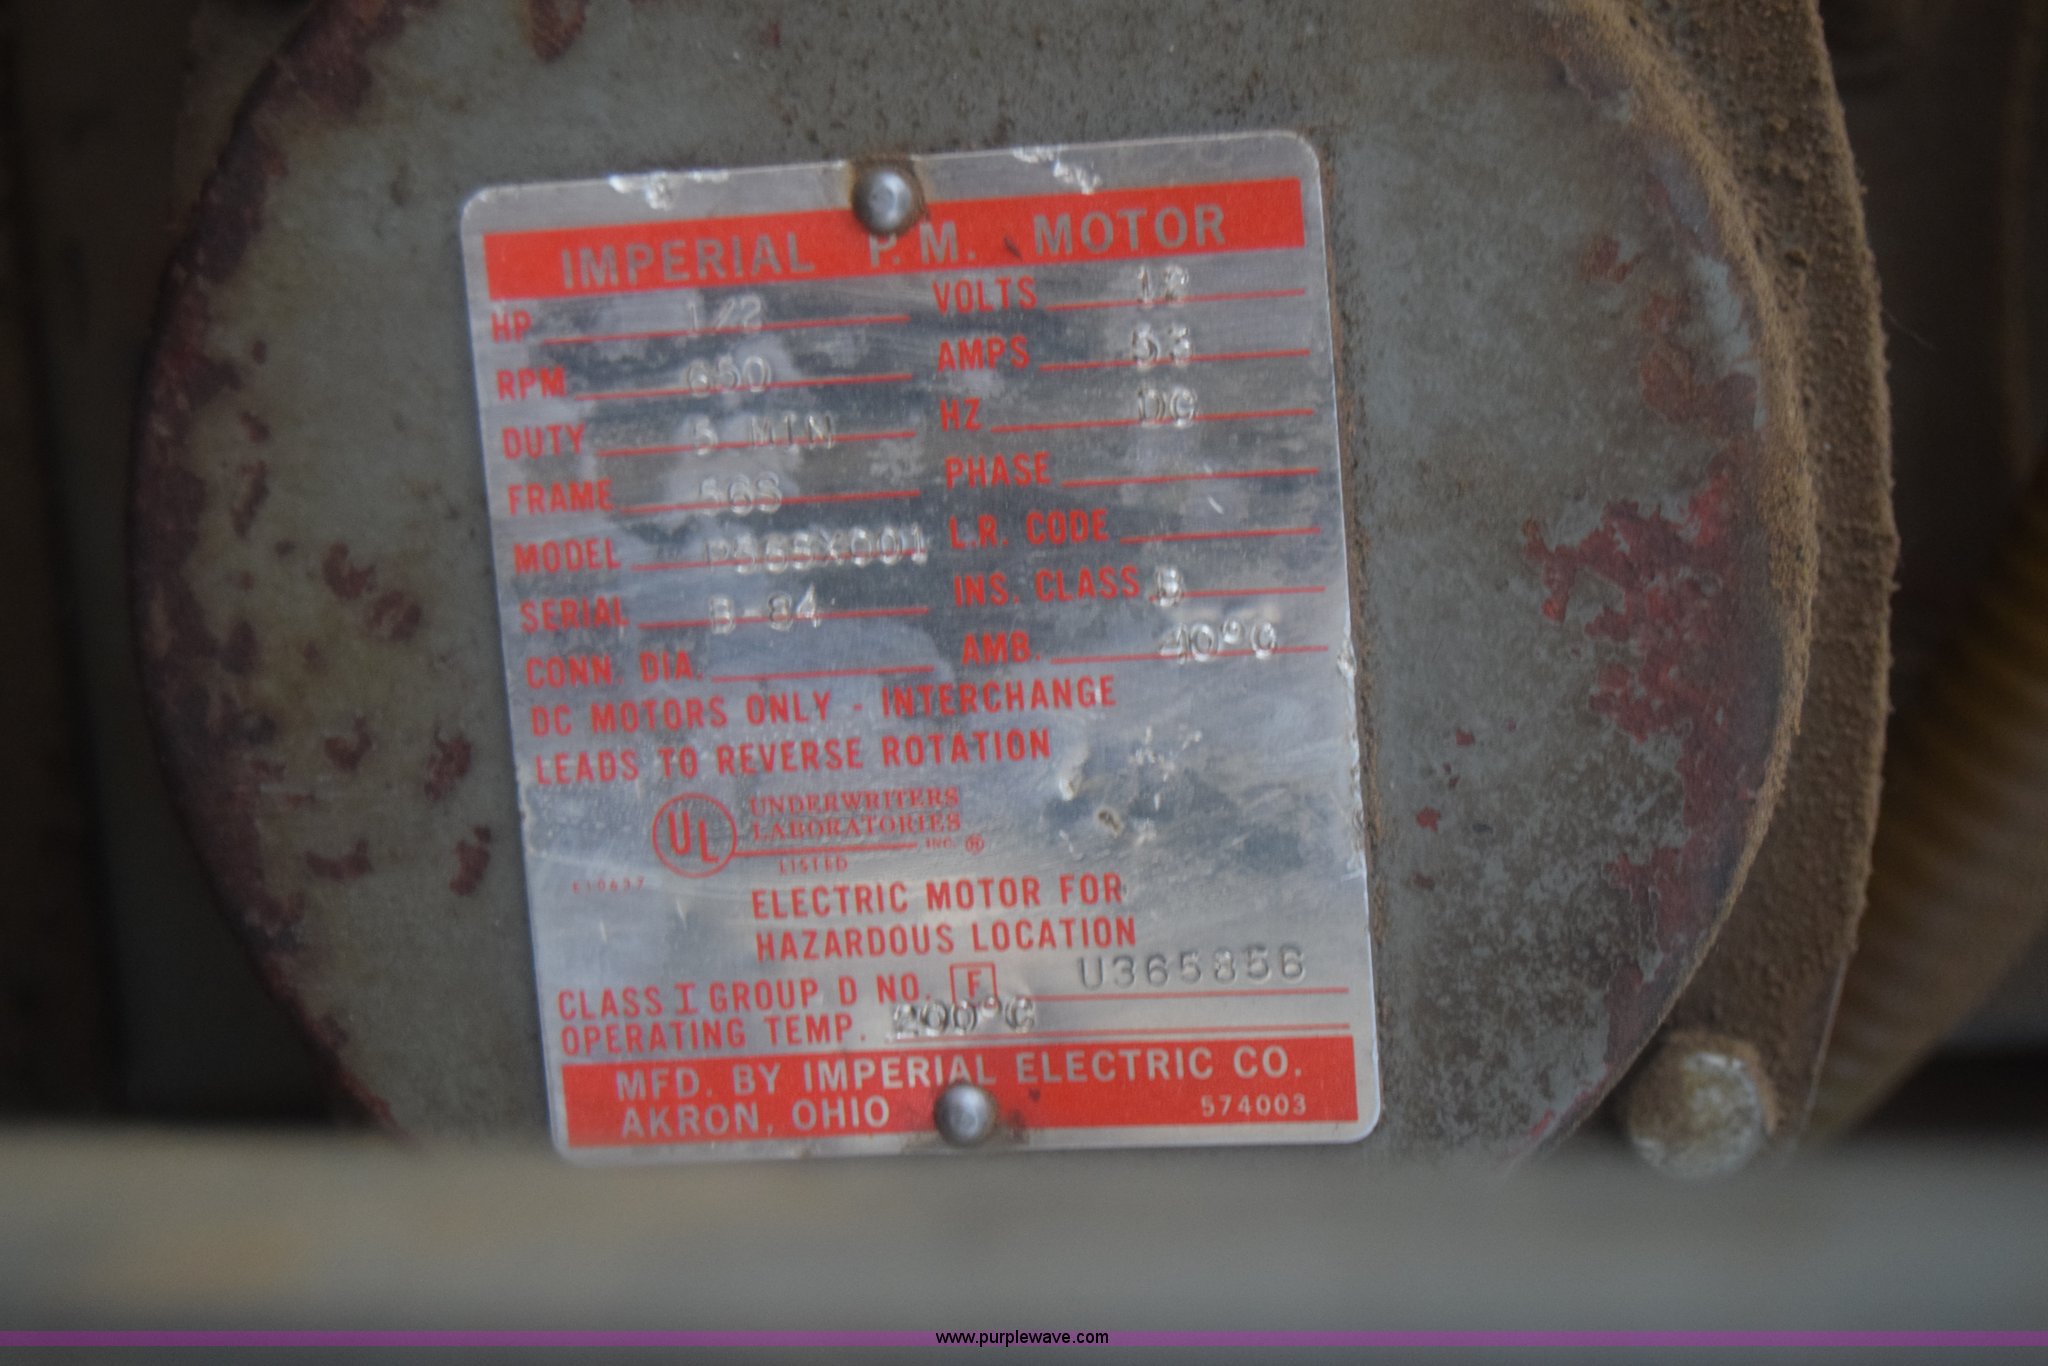 IMPERIAL P.M. MOTOR
HP 1/2 VOLTS 12
RPM 650 AMPS 53
DUTY 5 MIN HZ DC
FRAME 56S PHASE
MODEL P56SX001 L.R. CODE
SERIAL B-84 INS. CLASS B
CONN. DIA. AMB. 40°C
DC MOTORS ONLY - INTERCHANGE
LEADS TO REVERSE ROTATION
UL UNDERWRITERS
LABORATORIES
INC. ®
LISTED
E10637
ELECTRIC MOTOR FOR
HAZARDOUS LOCATION
CLASS I GROUP D NO. F U365856
OPERATING TEMP. 200°C
MFD. BY IMPERIAL ELECTRIC CO.
AKRON, OHIO 574003
www.purplewave.com